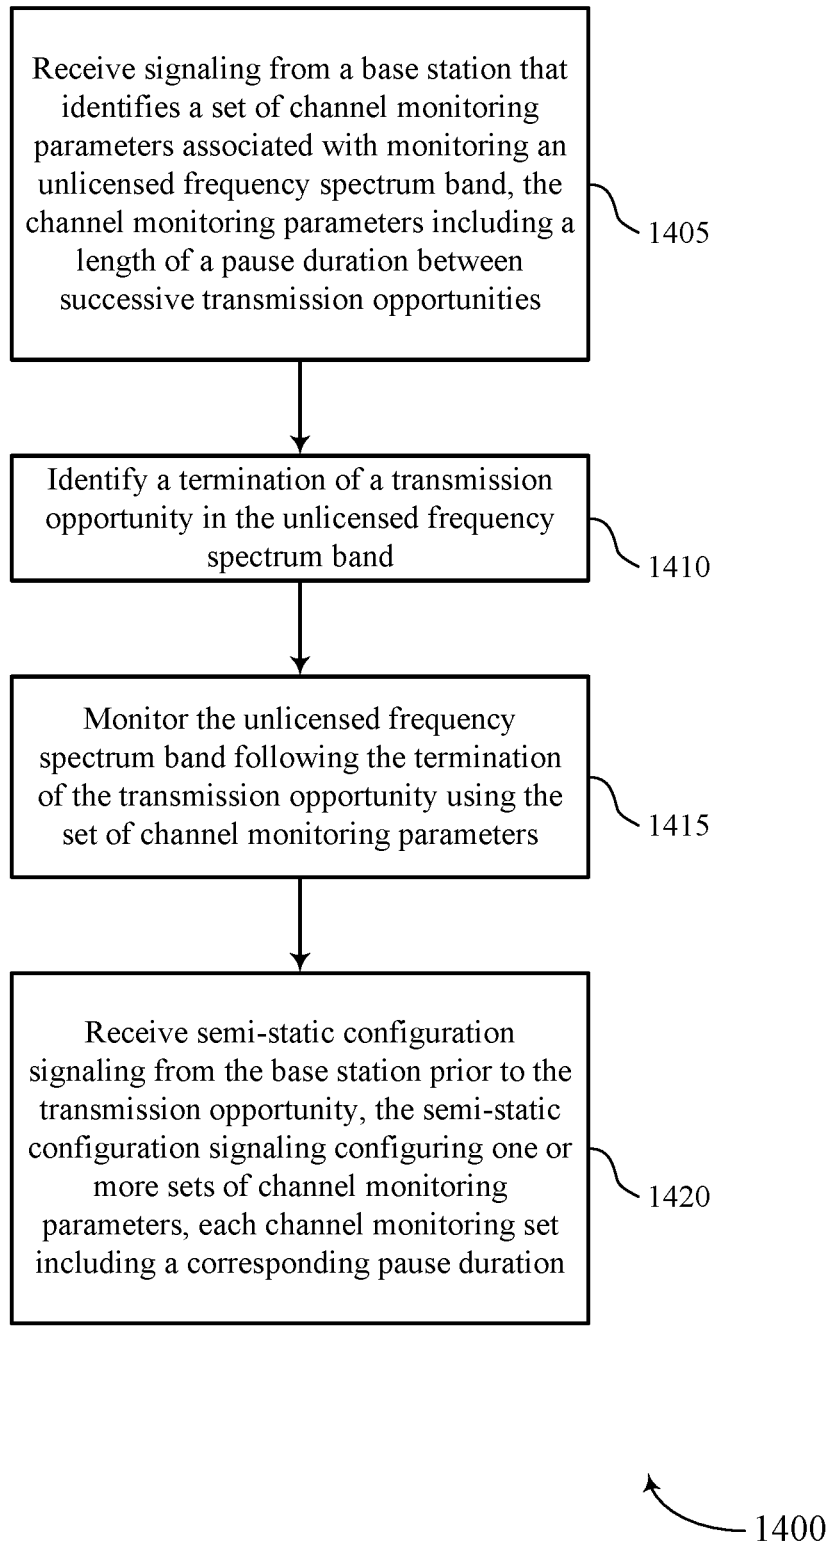 Receive signaling from a base station that
identifies a set of channel monitoring
parameters associated with monitoring an
unlicensed frequency spectrum band, the
channel monitoring parameters including a
length of a pause duration between
successive transmission opportunities
1405
Identify a termination of a transmission
opportunity in the unlicensed frequency
spectrum band
1410
Monitor the unlicensed frequency
spectrum band following the termination
of the transmission opportunity using the
set of channel monitoring parameters
1415
Receive semi-static configuration
signaling from the base station prior to the
transmission opportunity, the semi-static
configuration signaling configuring one or
more sets of channel monitoring
parameters, each channel monitoring set
including a corresponding pause duration
1420
1400